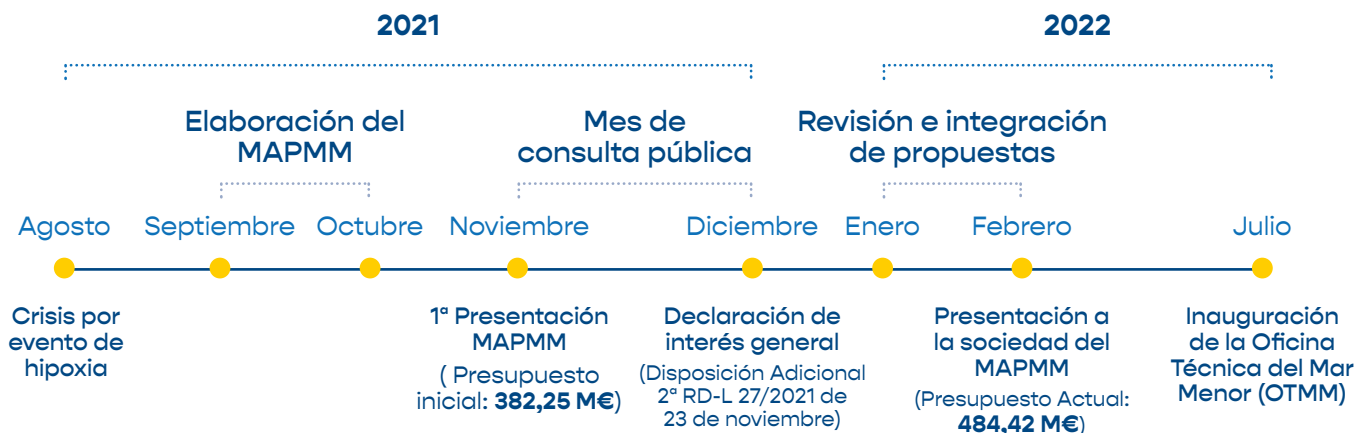 2021
2022
Elaboración del
MAPMM
Mes de
consulta pública
Revisión e integración
de propuestas
Agosto
Septiembre
Octubre
Noviembre
Diciembre
Enero
Febrero
Julio
Crisis por
evento de
hipoxia
1ª Presentación
MAPMM
( Presupuesto
inicial: 382,25 M€)
Declaración de
interés general
(Disposición Adicional
2ª RD-L 27/2021 de
23 de noviembre)
Presentación a
la sociedad del
MAPMM
(Presupuesto Actual:
484,42 M€)
Inauguración
de la Oficina
Técnica del Mar
Menor (OTMM)